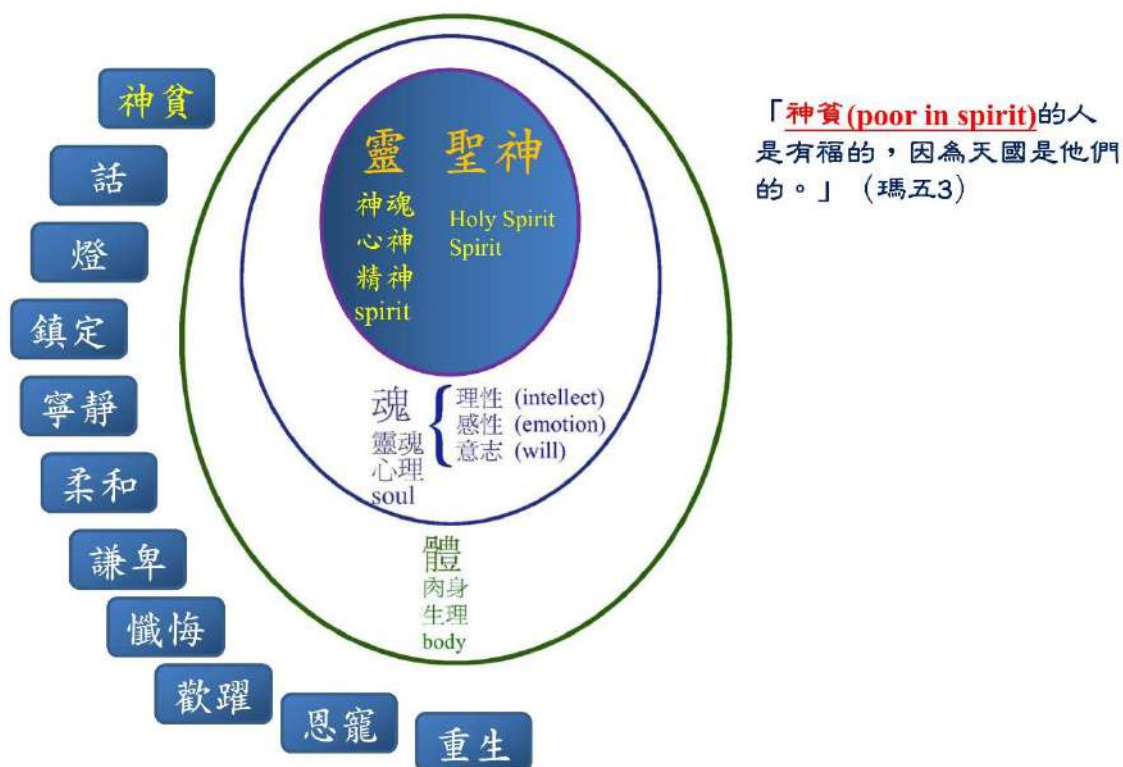 神貧
話
燈
鎮定
寧靜
柔和
謙卑
懺悔
歡躍
恩寵
重生
靈 聖神
神魂
心神
精神
spirit
Holy Spirit
Spirit
魂
靈魂
心理
soul
{
理性 (intellect)
感性 (emotion)
意志 (will)
體
肉身
生理
body
「神貧(poor in spirit)的人
是有福的，因為天國是他們
的。」（瑪五3）